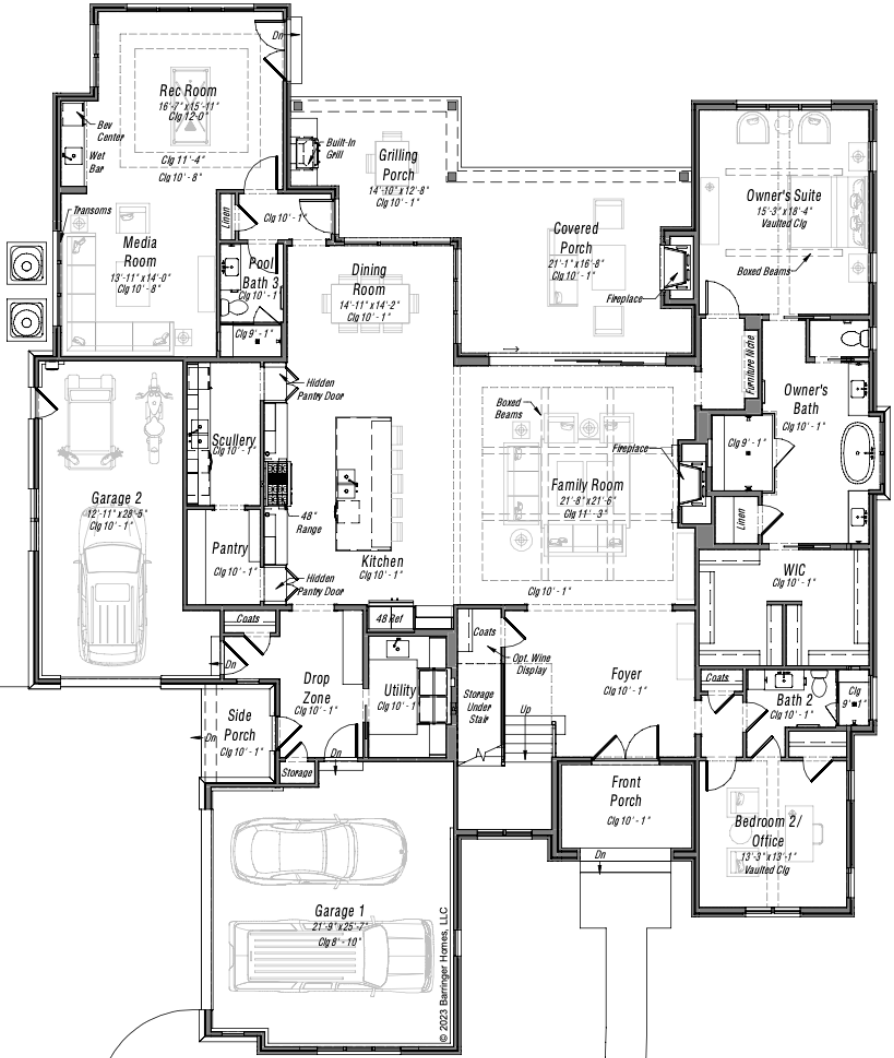 Dn
Rec Room
16'-7" x 15'-11"
Clg 12-0"
Bev
Center
Wet
Bar
Clg 11'-4"
Clg 10'-8"
Built-In
Grill
Grilling
Porch
14'-10" x 12'-8"
Clg 10'-1"
Owner's Suite
15'-3" x 18'-4"
Vaulted Clg
Boxed Beams
Transoms
Linen
Clg 10'-1"
Media
Room
13'-11" x 14'-0"
Clg 10'-8"
Pool
Bath 3
Clg 10'-1
Clg 9'-1"
Dining
Room
14'-11" x 14'-2"
Clg 10'-1"
Covered
Porch
21'-1" x 16'-8"
Clg 10'-1"
Fireplace
Furniture Niche
Owner's
Bath
Clg 10'-1"
Clg 9'-1"
Linen
Hidden
Pantry Door
Boxed
Beams
Scullery
Clg 10'-1"
Fireplace
Family Room
21'-8" x 21'-6"
Clg 11'-3"
Garage 2
12'-11" x 28'-5"
Clg 10'-1"
48"
Range
Pantry
Clg 10'-1"
Kitchen
Clg 10'-1"
Hidden
Pantry Door
Clg 10'-1"
WIC
Clg 10'-1"
Coats
48 Ref
Coats
Opt. Wine
Display
Dn
Drop
Zone
Clg 10'-1"
Utility
Clg 10'-1
Storage
Under
Stair
Up
Foyer
Clg 10'-1"
Coats
Bath 2
Clg 10'-1"
Clg
9'-1"
Side
Porch
Clg 10'-1"
Dn
Dn
Storage
Front
Porch
Clg 10'-1"
Dn
Bedroom 2/
Office
13'-3" x 13'-1"
Vaulted Clg
Garage 1
21'-9" x 25'-7"
Clg 8'-10"
© 2023 Barringer Homes, LLC